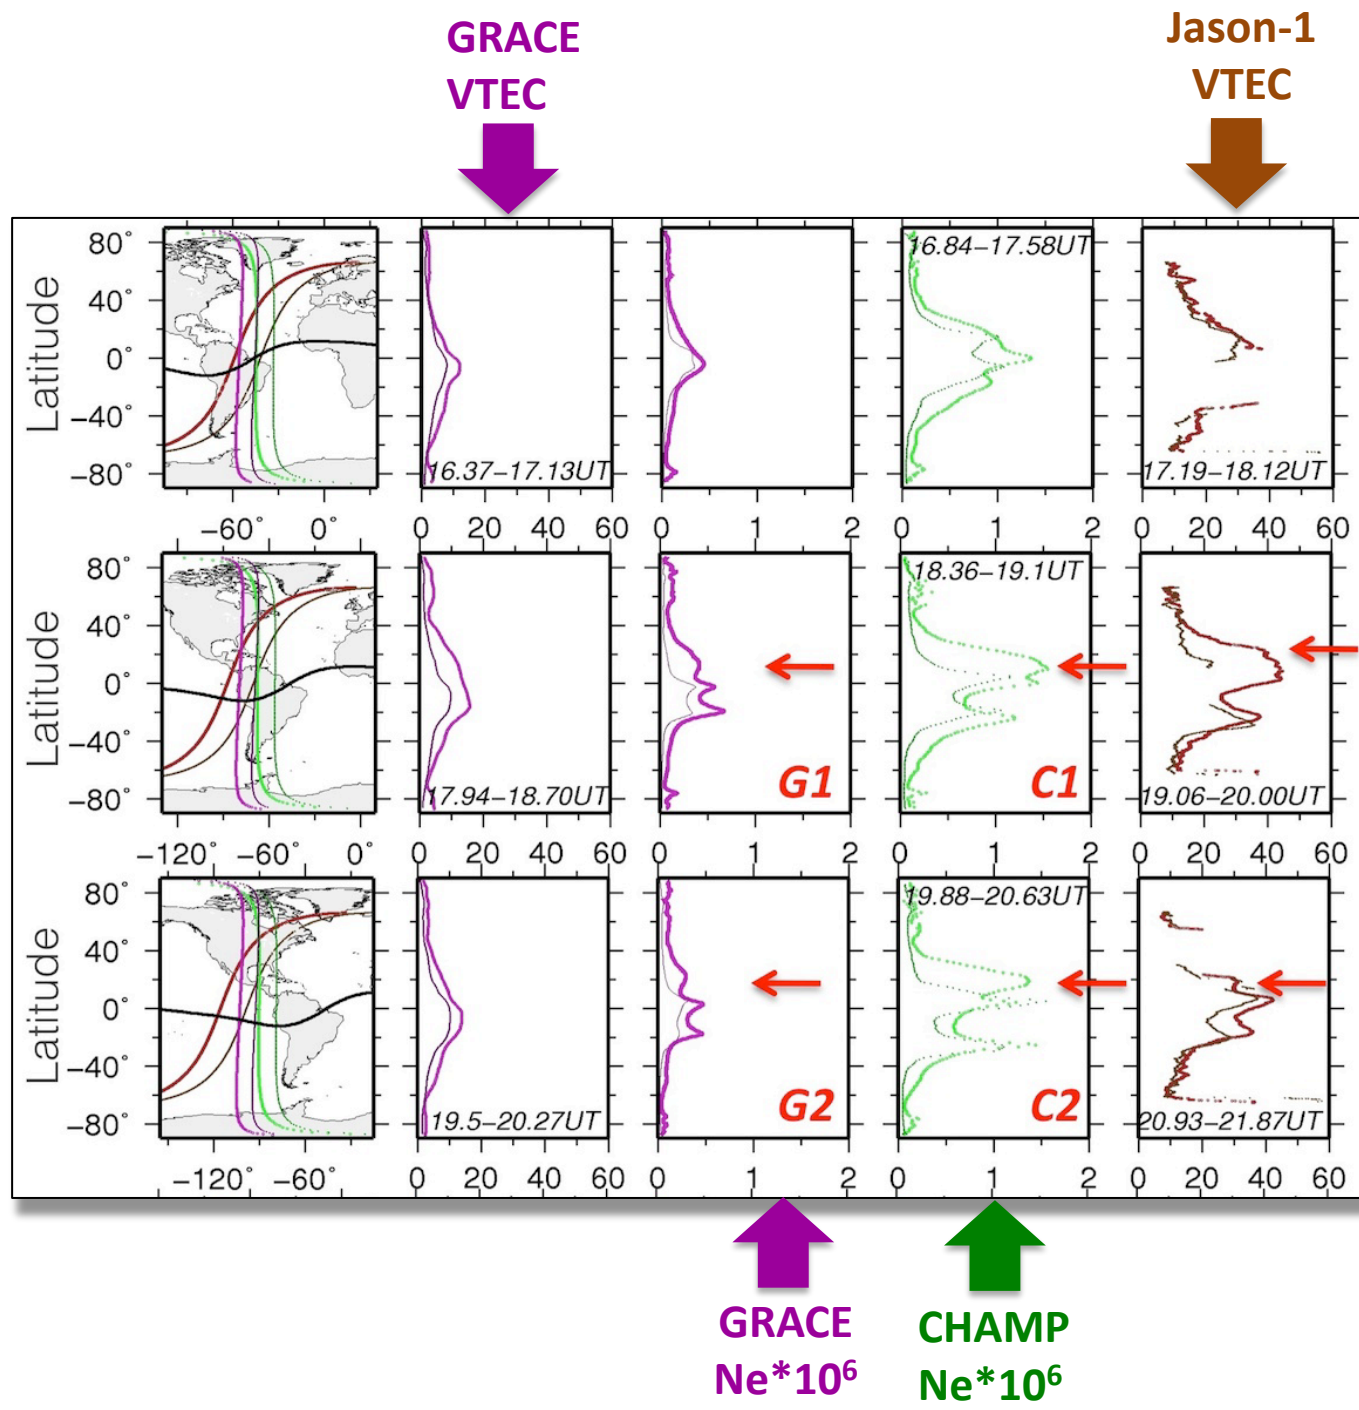 GRACE
VTEC
Jason-1
VTEC
Latitude
80°
40°
0°
−40°
−80°
16.37−17.13UT
16.84−17.58UT
17.19−18.12UT
−60° 0°
0 20 40 60
0 1 2
0 1 2
0 20 40 60
Latitude
80°
40°
0°
−40°
−80°
17.94−18.70UT
G1
18.36−19.1UT
C1
19.06−20.00UT
−120° −60° 0°
0 20 40 60
0 1 2
0 1 2
0 20 40 60
Latitude
80°
40°
0°
−40°
−80°
19.5−20.27UT
G2
19.88−20.63UT
C2
20.93−21.87UT
−120° −60°
0 20 40 60
0 1 2
0 1 2
0 20 40 60
GRACE
Ne*10⁶
CHAMP
Ne*10⁶